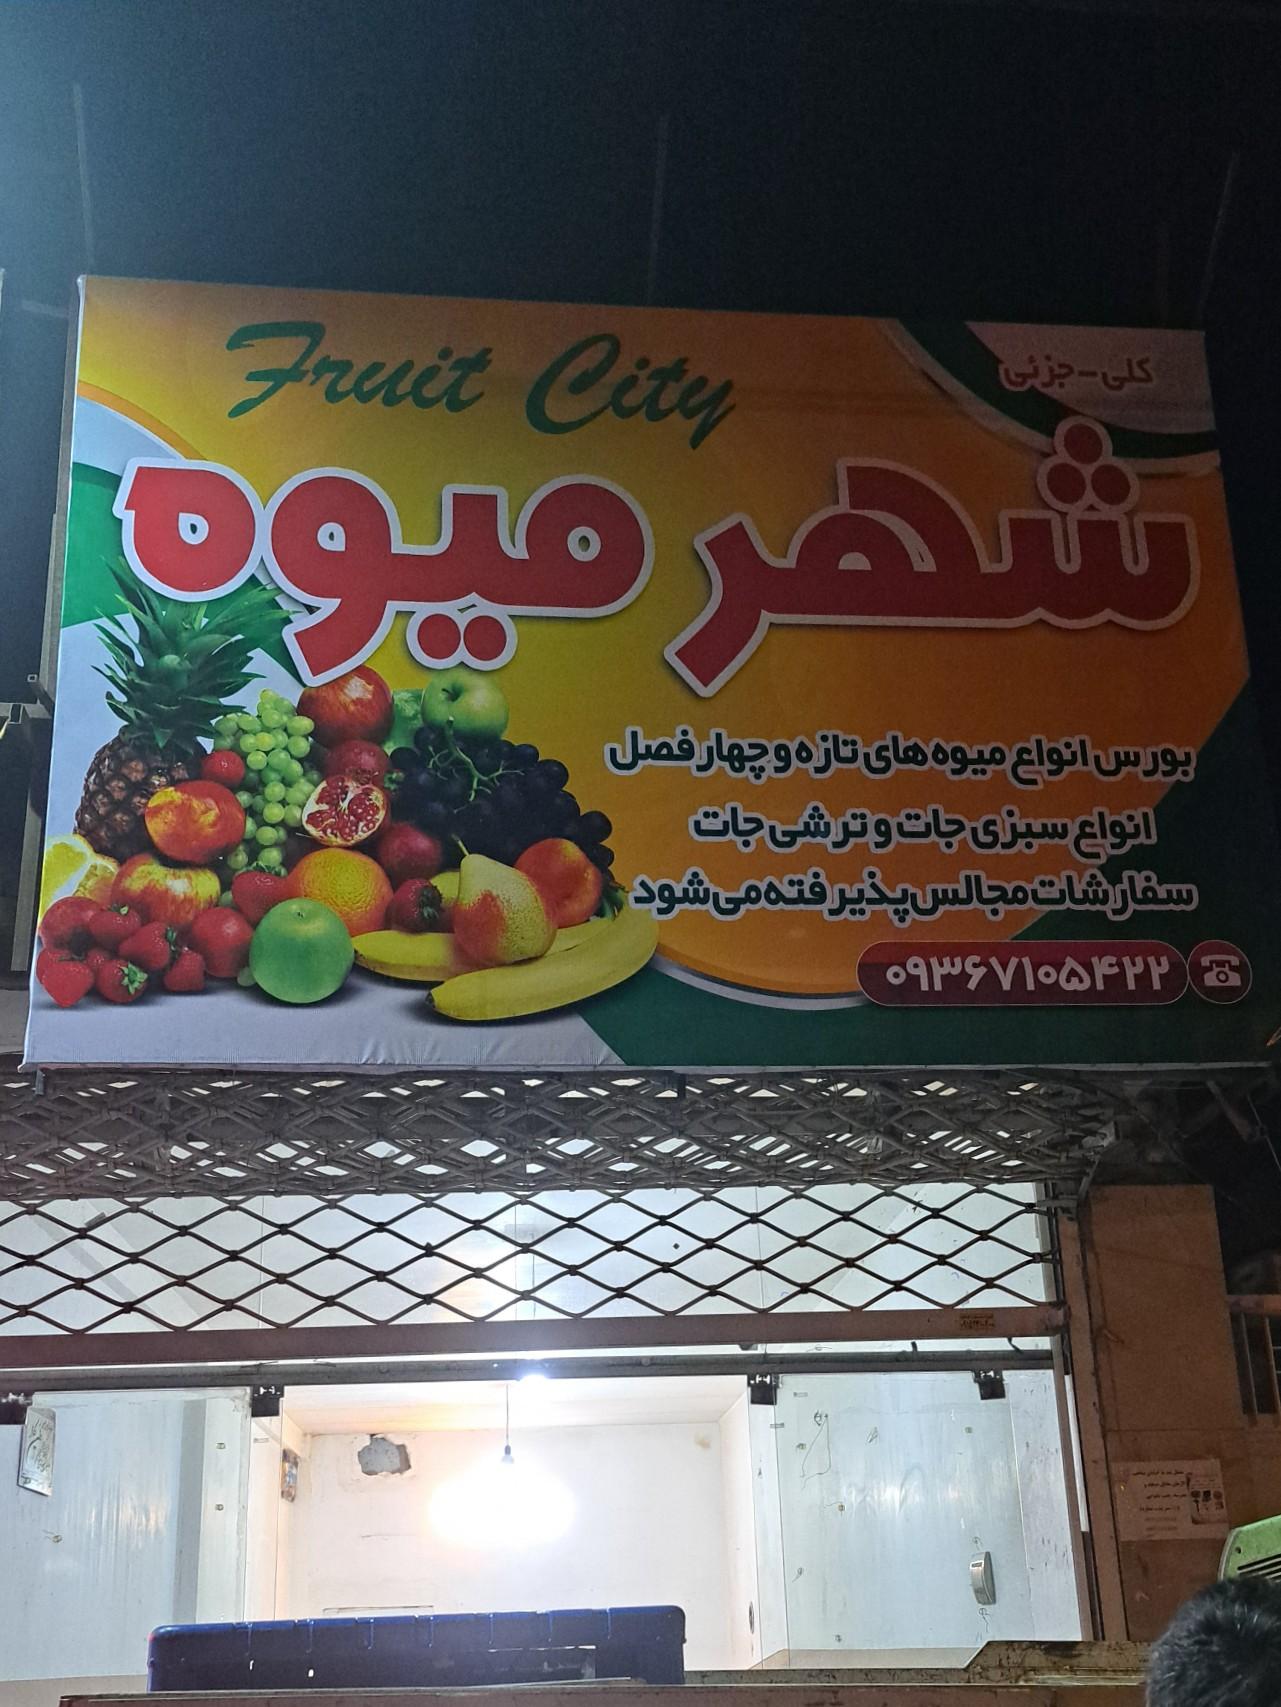 Fruit City
کلی-جزئی
شهر میوه
بورس انواع میوه های تازه و چهار فصل
انواع سبزی جات و ترشی جات
سفارشات مجالس پذیرفته می شود
۰۹۳۶۷۱۰۵۴۲۲